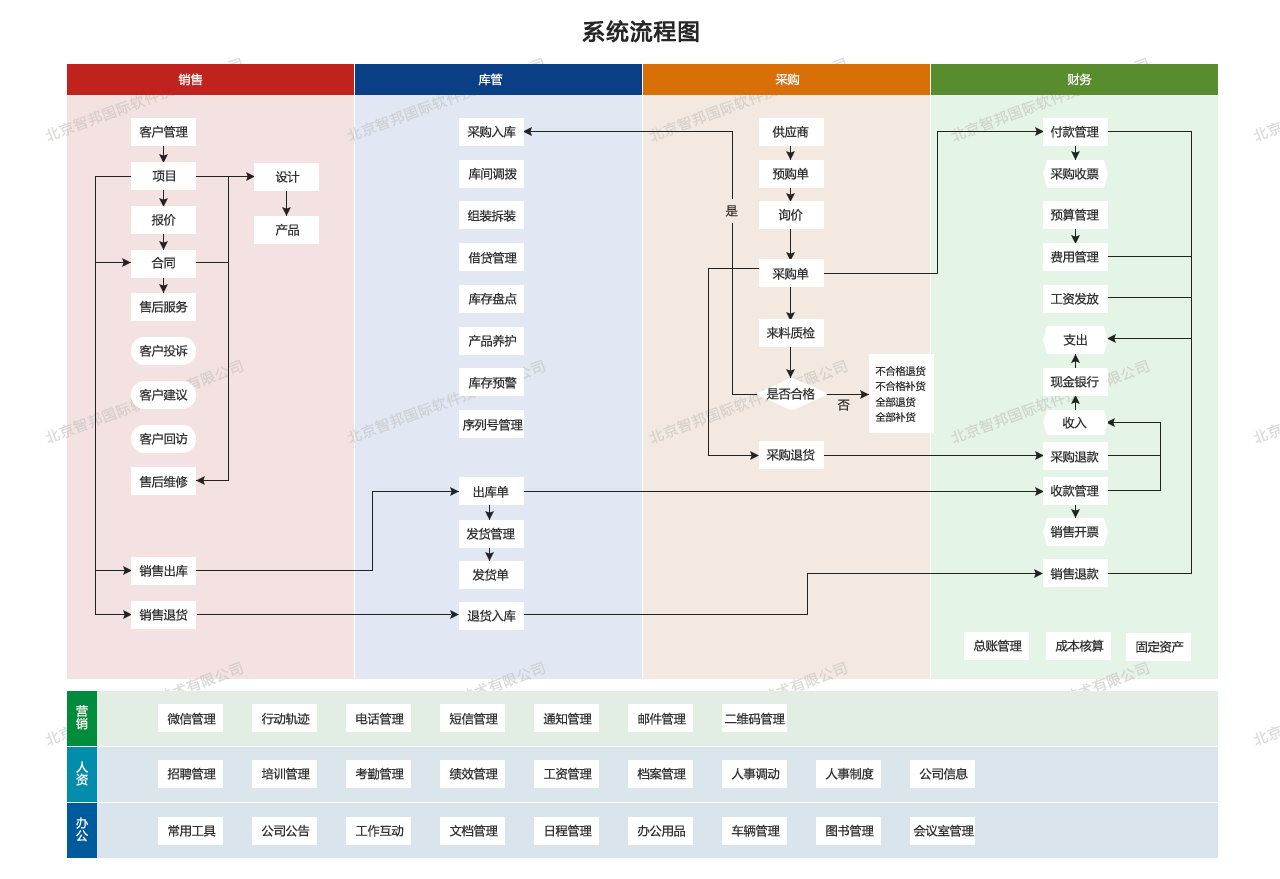 系统流程图
销售
库管
采购
财务
客户管理
项目
报价
合同
售后服务
客户投诉
客户建议
客户回访
售后维修
销售出库
销售退货
设计
产品
采购入库
库间调拨
组装拆装
借贷管理
库存盘点
产品养护
库存预警
序列号管理
出库单
发货管理
发货单
退货入库
是
供应商
预购单
询价
采购单
来料质检
是否合格
否
不合格退货
不合格补货
全部退货
全部补货
采购退货
付款管理
采购收票
预算管理
费用管理
工资发放
支出
现金银行
收入
采购退款
收款管理
销售开票
销售退款
总账管理
成本核算
固定资产
营销
微信管理
行动轨迹
电话管理
短信管理
通知管理
邮件管理
二维码管理
人资
招聘管理
培训管理
考勤管理
绩效管理
工资管理
档案管理
人事调动
人事制度
公司信息
办公
常用工具
公司公告
工作互动
文档管理
日程管理
办公用品
车辆管理
图书管理
会议室管理